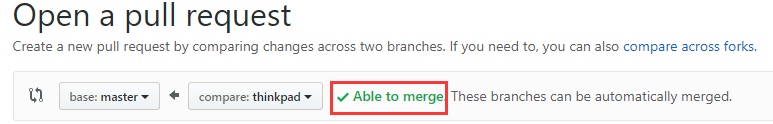 Open a pull request
Create a new pull request by comparing changes across two branches. If you need to, you can also compare across forks.
base: master compare: thinkpad Able to merge. These branches can be automatically merged.